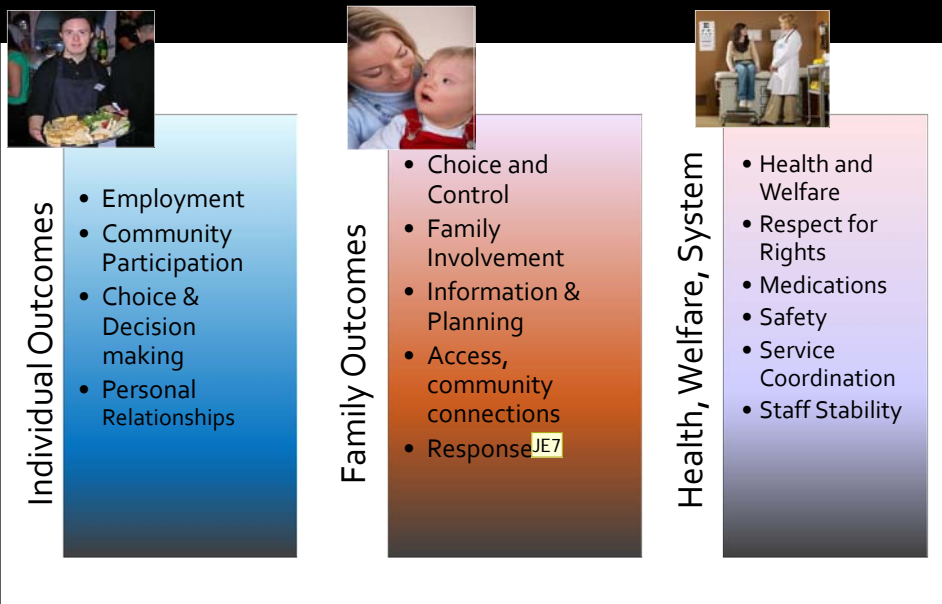 Individual Outcomes
• Employment
• Community
Participation
• Choice &
Decision
making
• Personal
Relationships
Family Outcomes
• Choice and
Control
• Family
Involvement
• Information &
Planning
• Access,
community
connections
• Response JE7
Health, Welfare, System
• Health and
Welfare
• Respect for
Rights
• Medications
• Safety
• Service
Coordination
• Staff Stability